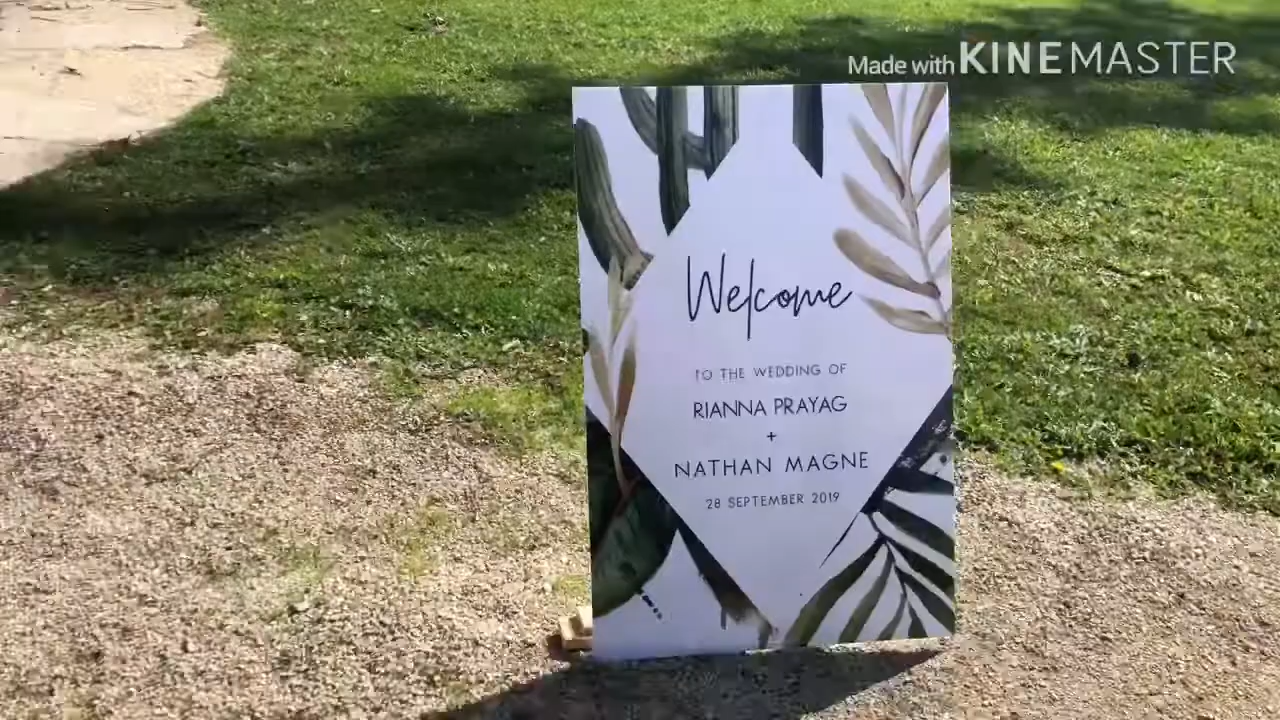 Made with KINEMASTER
Welcome
TO THE WEDDING OF
RIANNA PRAYAG
+
NATHAN MAGNE
28 SEPTEMBER 2019